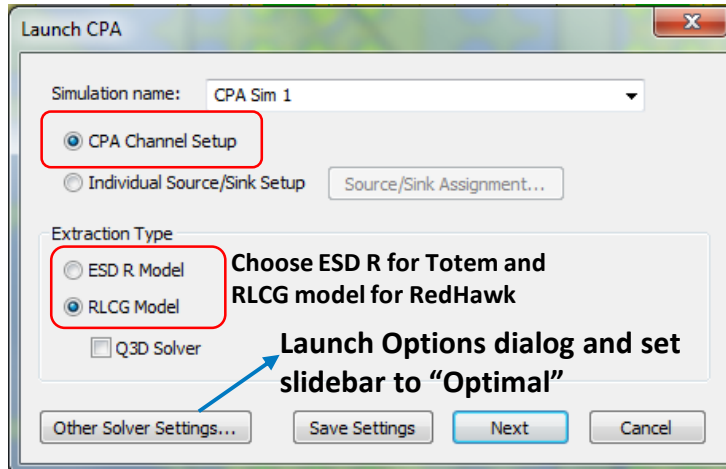 Launch CPA
Simulation name: CPA Sim 1
CPA Channel Setup
Individual Source/Sink Setup Source/Sink Assignment...
Extraction Type
ESD R Model
RLCG Model
Q3D Solver
Choose ESD R for Totem and
RLCG model for RedHawk
Launch Options dialog and set
slidebar to “Optimal”
Other Solver Settings... Save Settings Next Cancel